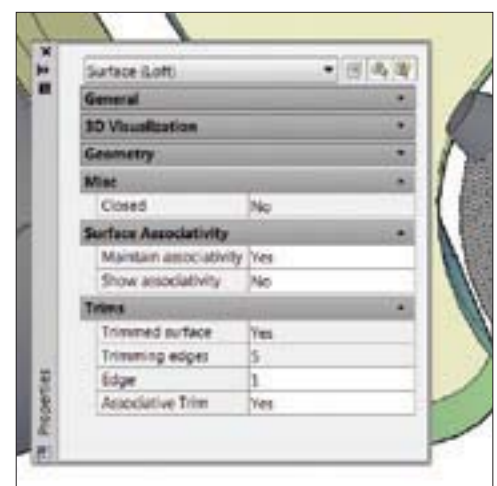 Surface (Loft)
General
3D Visualization
Geometry
Misc
Closed No
Surface Associativity
Maintain associativity Yes
Show associativity No
Trims
Trimmed surface Yes
Trimming edges 5
Edge 1
Associative Trim Yes
Properties